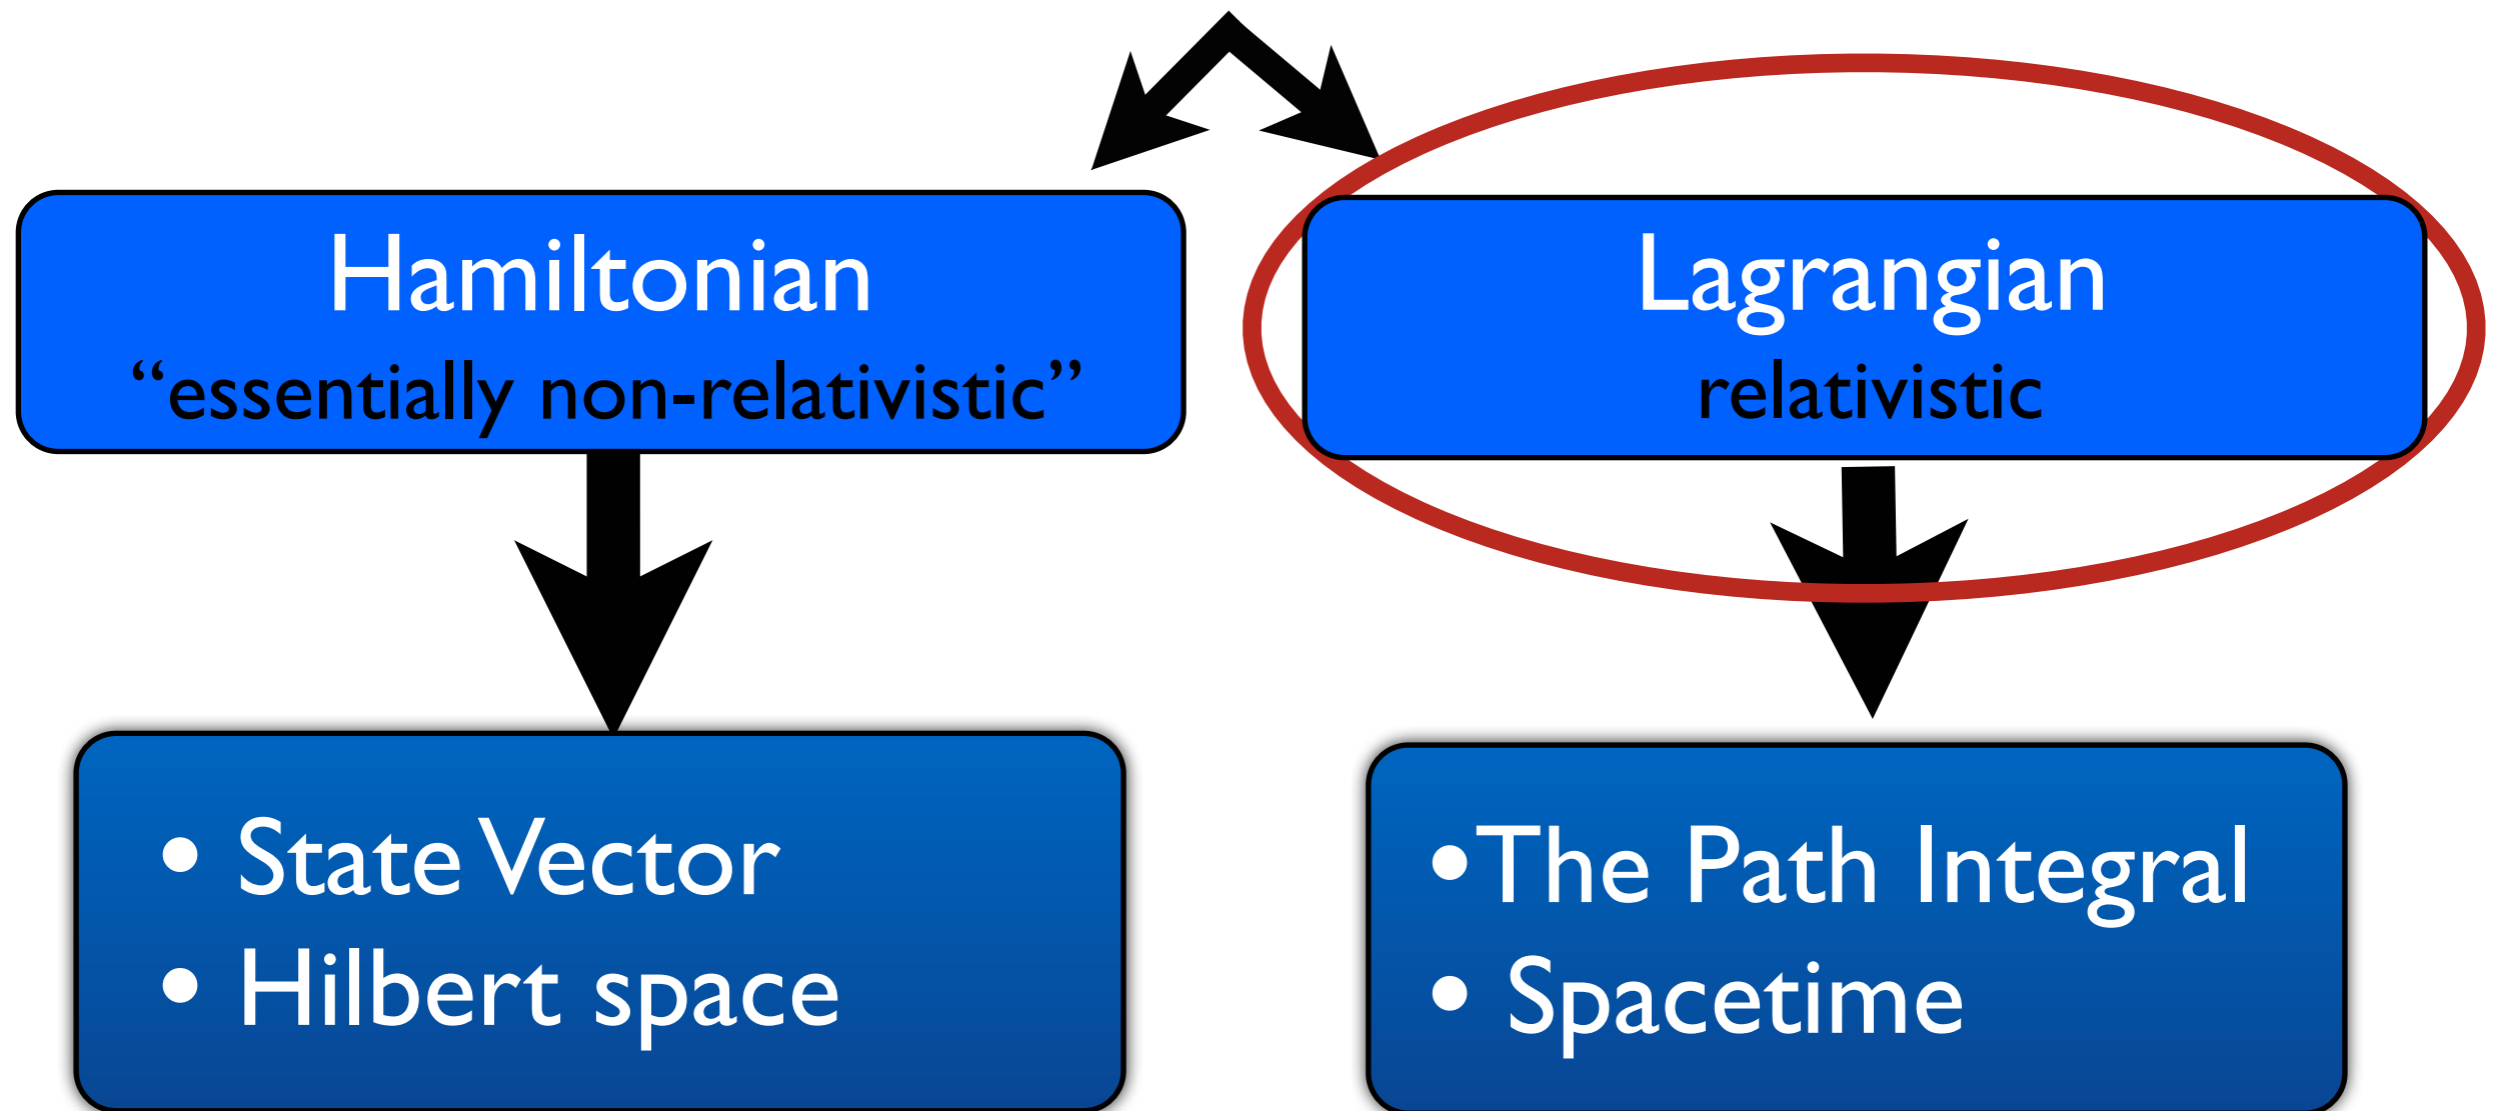 Hamiltonian
“essentially non-relativistic”
Lagrangian
relativistic
• State Vector
• Hilbert space
•The Path Integral
• Spacetime